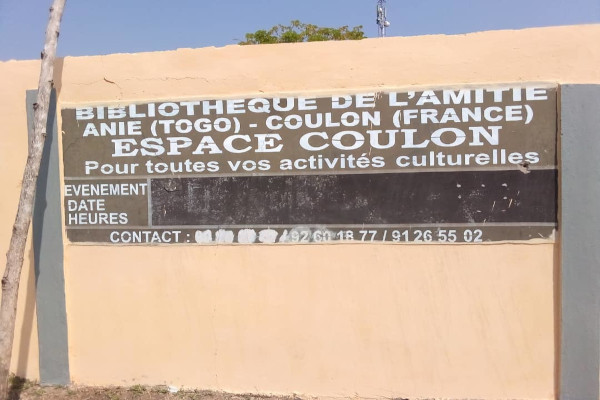 BIBLIOTHEQUE DE L'AMITIE
ANIE (TOGO) - COULON (FRANCE)
ESPACE COULON
Pour toutes vos activités culturelles
EVENEMENT
DATE
HEURES
CONTACT : / 92 60 18 77 / 91 26 55 02